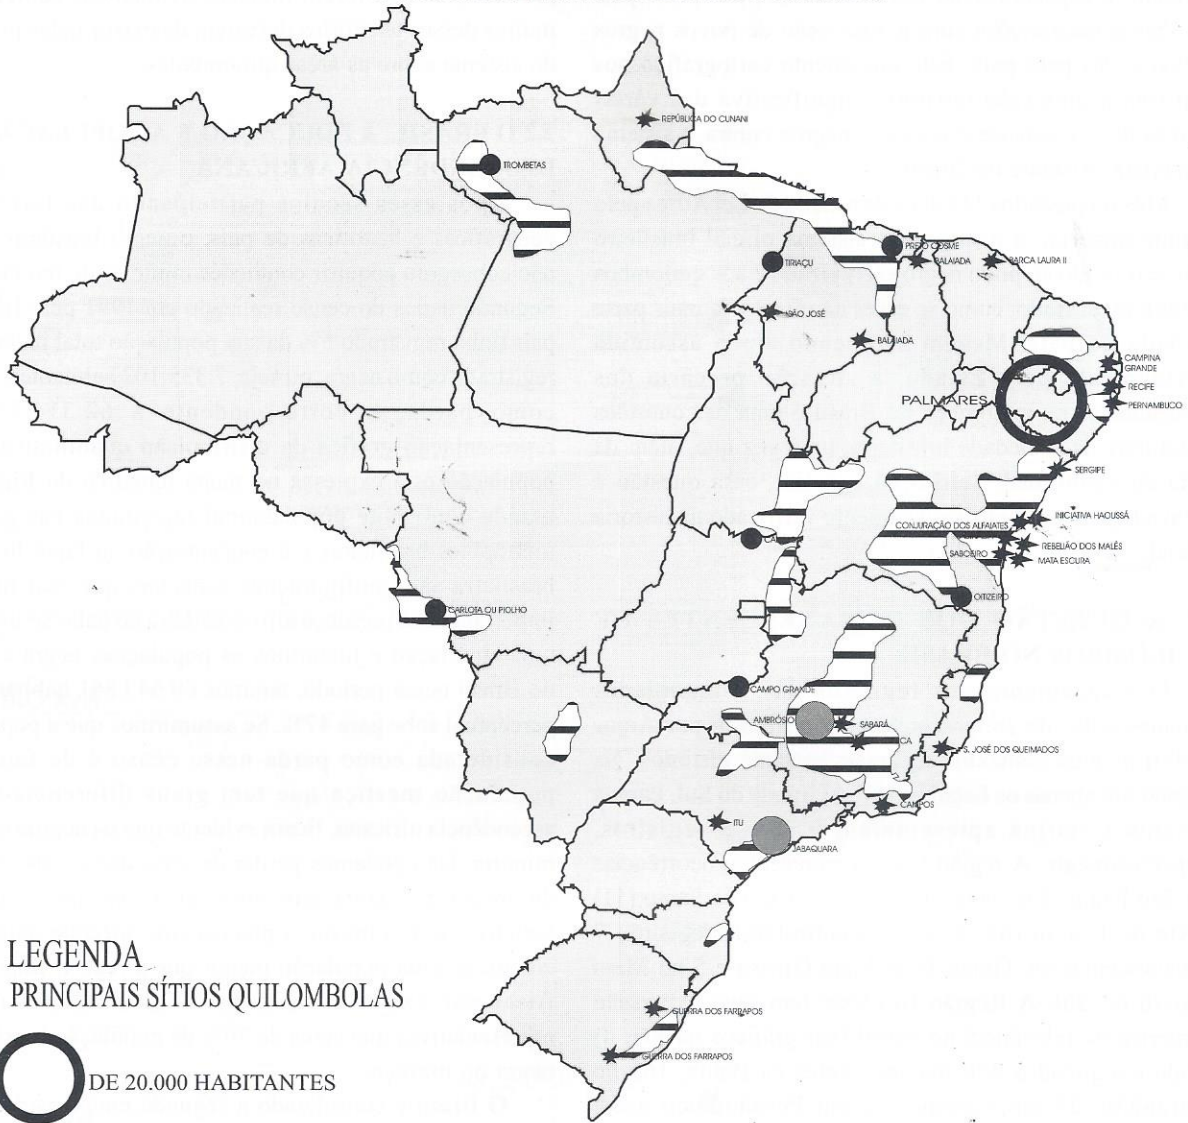 REPÚBLICA DO CUNANI
TROMBETAS
PRETO COSME
BALAIADA
BARCA LAURA II
TIRIAÇU
SÃO JOSÉ
BALAIADA
CAMPINA
GRANDE
RECIFE
PERNAMBUCO
PALMARES
SERGIPE
INICIATIVA HAOUSSÁ
CONJURAÇÃO DOS ALFAIATES
REBELIÃO DOS MALÊS
SABOEIRO
MATA ESCURA
OITIZEIRO
CARLOTA OU PIOLHO
CAMPO GRANDE
AMBRÓSIO
SABARÁ
S. JOSÉ DOS QUEIMADOS
CAMPOS
ITU
JABAQUARA
GUERRA DOS FARRAPOS
GUERRA DOS FARRAPOS
LEGENDA
PRINCIPAIS SÍTIOS QUILOMBOLAS
DE 20.000 HABITANTES